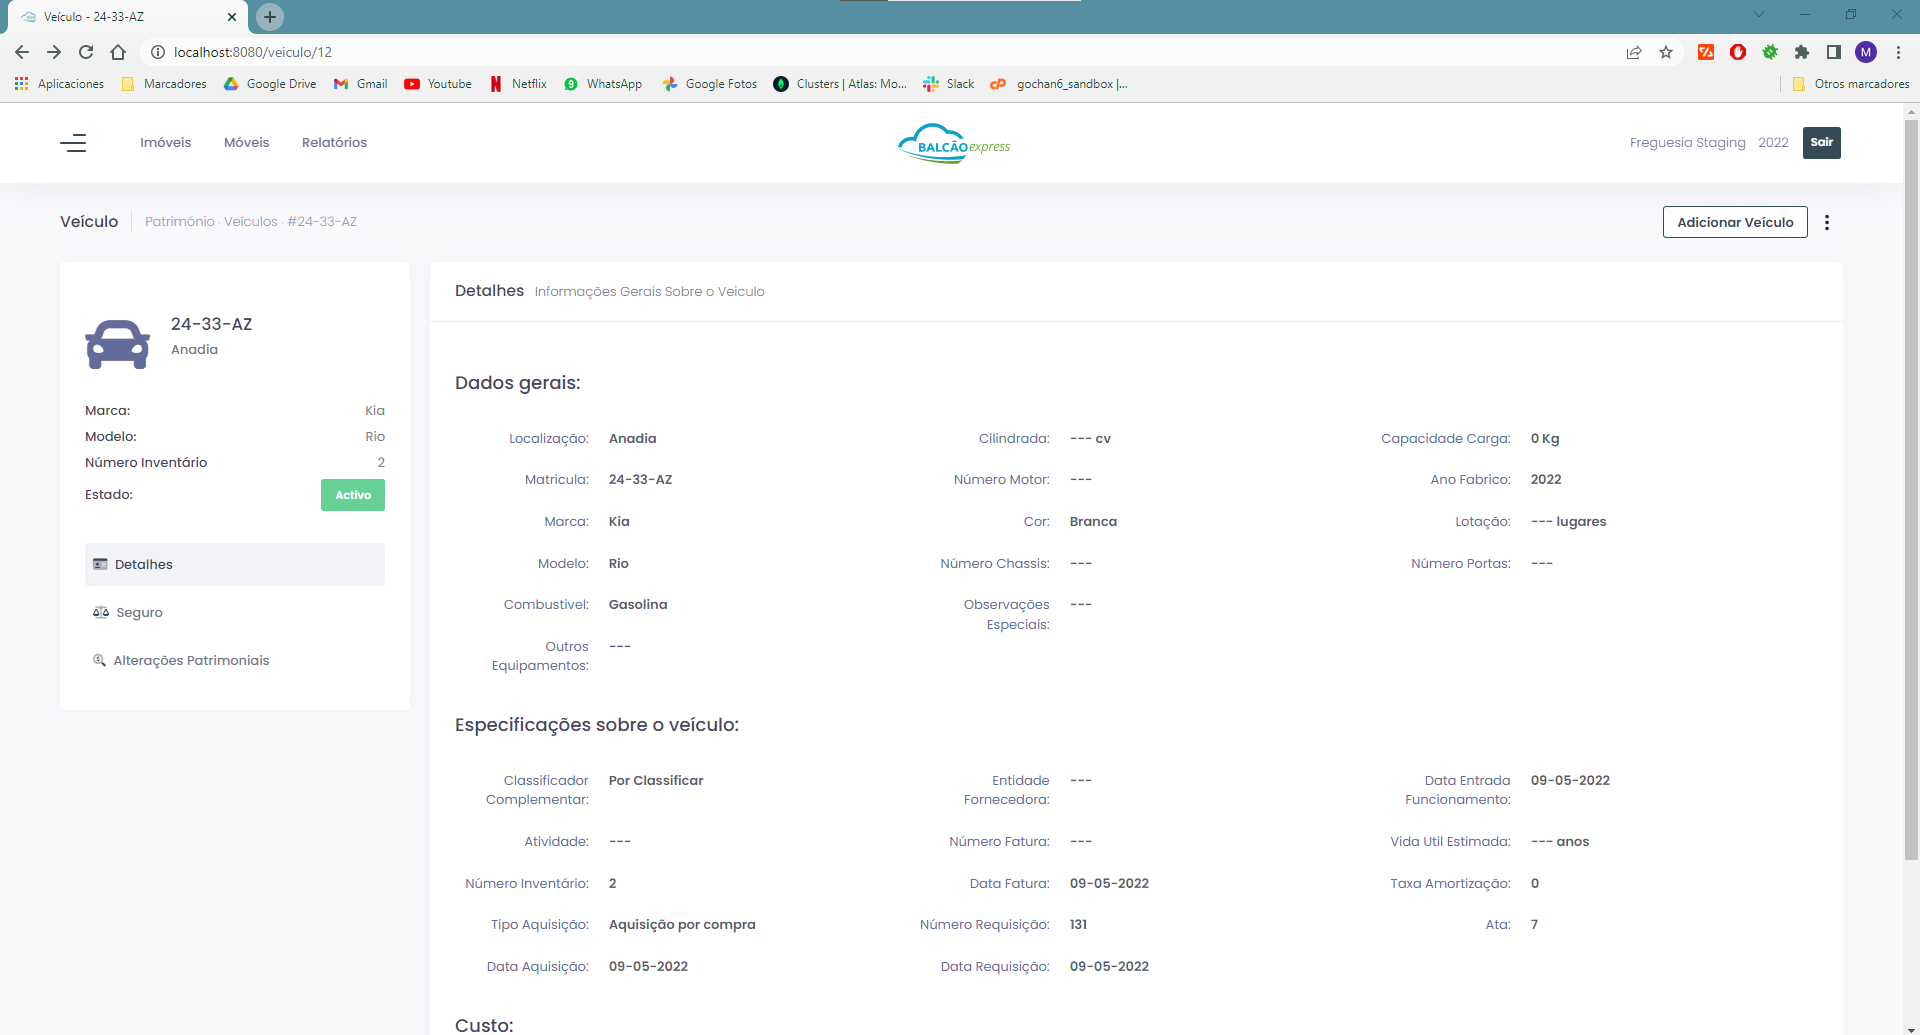 Veículo - 24-33-AZ
localhost:8080/veiculo/12
M
Aplicaciones
Marcadores
Google Drive
Gmail
Youtube
Netflix
WhatsApp
Google Fotos
Clusters | Atlas: Mo...
Slack
gochan6_sandbox |...
Otros marcadores
Imóveis
Móveis
Relatórios
BALCÃOexpress
Freguesia Staging
2022
Sair
Veículo
Património · Veículos · #24-33-AZ
Adicionar Veículo
24-33-AZ
Anadia
Marca: Kia
Modelo: Rio
Número Inventário 2
Estado: Activo
Detalhes
Seguro
Alterações Patrimoniais
Detalhes Informações Gerais Sobre o Veiculo
Dados gerais:
Localização: Anadia
Matricula: 24-33-AZ
Marca: Kia
Modelo: Rio
Combustivel: Gasolina
Outros
Equipamentos: ---
Cilindrada: --- cv
Número Motor: ---
Cor: Branca
Número Chassis: ---
Observações
Especiais: ---
Capacidade Carga: 0 Kg
Ano Fabrico: 2022
Lotação: --- lugares
Número Portas: ---
Especificações sobre o veículo:
Classificador
Complementar: Por Classificar
Atividade: ---
Número Inventário: 2
Tipo Aquisição: Aquisição por compra
Data Aquisição: 09-05-2022
Entidade
Fornecedora: ---
Número Fatura: ---
Data Fatura: 09-05-2022
Número Requisição: 131
Data Requisição: 09-05-2022
Data Entrada
Funcionamento: 09-05-2022
Vida Util Estimada: --- anos
Taxa Amortização: 0
Ata: 7
Custo: